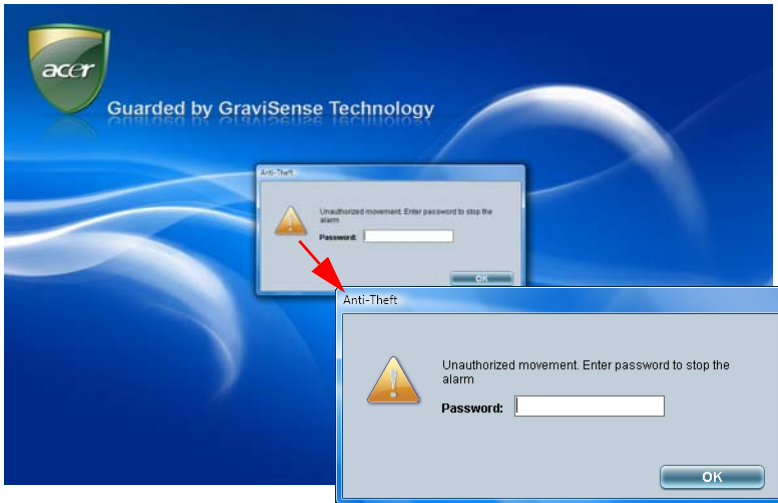 acer
Guarded by GraviSense Technology
Anti-Theft
Unauthorized movement. Enter password to stop the
alarm
Password:
OK
Anti-Theft
Unauthorized movement. Enter password to stop the
alarm
Password:
OK